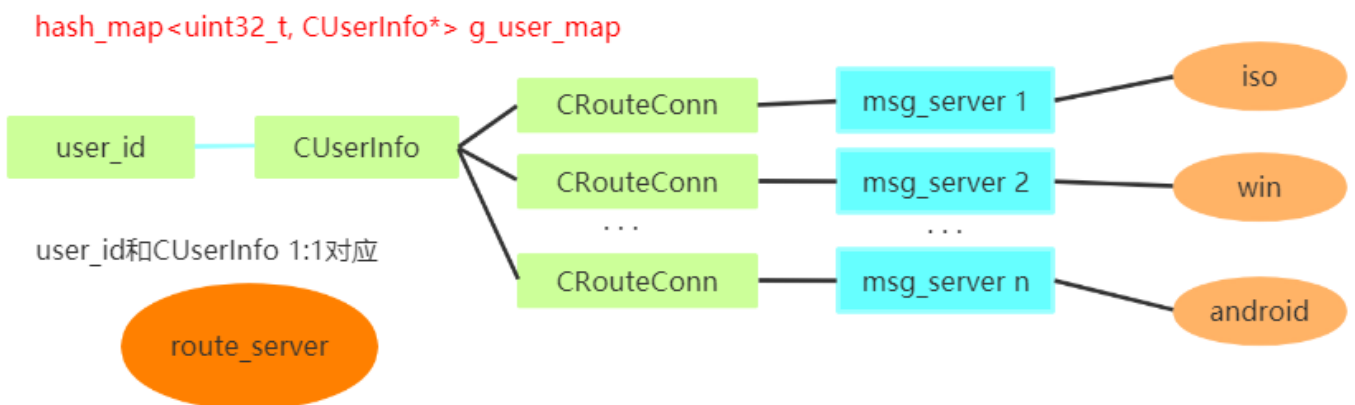 hash_map<uint32_t, CUserInfo*> g_user_map
user_id
CUserInfo
CRouteConn
msg_server 1
iso
CRouteConn
msg_server 2
win
...
...
CRouteConn
msg_server n
android
user_id和CUserInfo 1:1对应
route_server